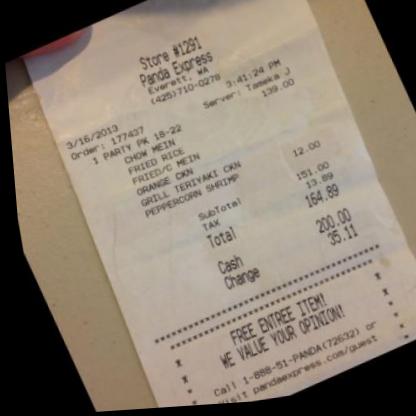 Store #1291
Panda Express
Everett, WA
(425)710-0278 3:41:24 PM
3/16/2013 Server: Tameka J
Order: 177437 139.00
1 PARTY PK 18-22
CHOW MEIN
FRIED RICE
FRIED/C MEIN
ORANGE CKN
GRILL TERIYAKI CKN 12.00
PEPPERCORN SHRIMP
SubTotal 151.00
TAX 13.89
Total 164.89
Cash 200.00
Change 35.11
FREE ENTREE ITEM!
WE VALUE YOUR OPINION!
Call 1-888-51-PANDA(72632) or
visit pandaexpress.com/guest